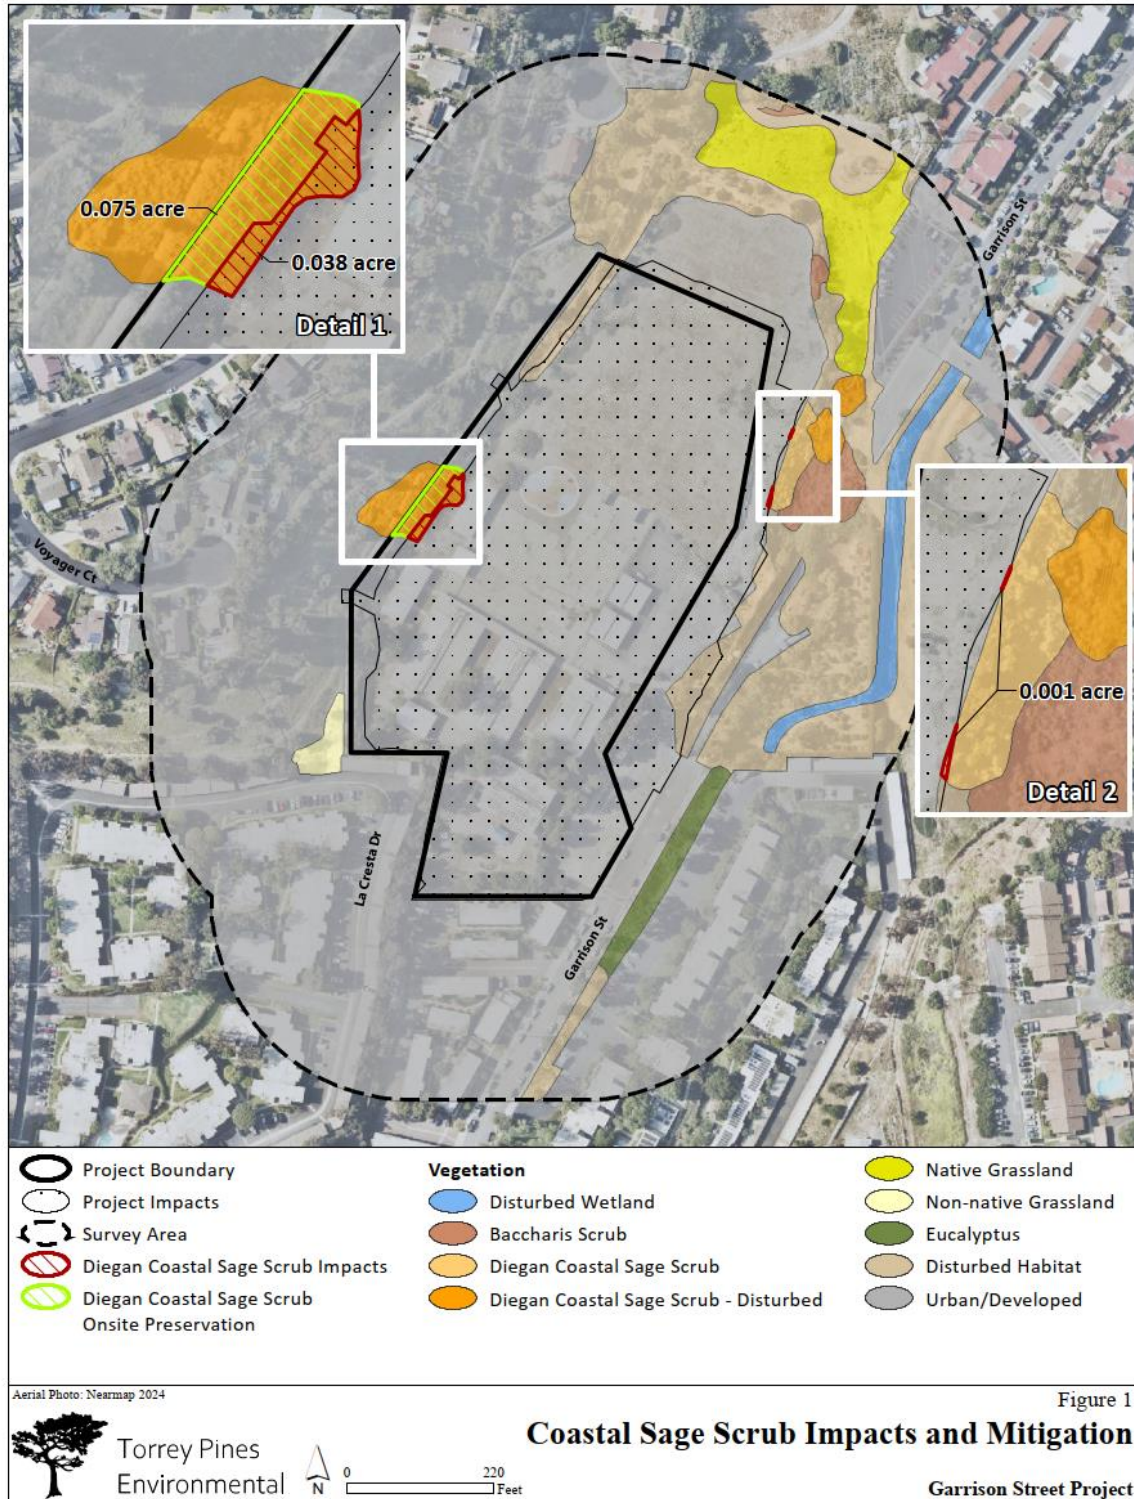 0.075 acre
0.038 acre
Detail 1
Garrison St
Voyager Ct
0.001 acre
Detail 2
La Cresta Dr
Garrison St
Project Boundary
Project Impacts
Survey Area
Diegan Coastal Sage Scrub Impacts
Diegan Coastal Sage Scrub
Onsite Preservation
Vegetation
Disturbed Wetland
Baccharis Scrub
Diegan Coastal Sage Scrub
Diegan Coastal Sage Scrub - Disturbed
Native Grassland
Non-native Grassland
Eucalyptus
Disturbed Habitat
Urban/Developed
Aerial Photo: Nearmap 2024
Figure 1
Coastal Sage Scrub Impacts and Mitigation
Torrey Pines
Environmental
N
0 220
Feet
Garrison Street Project